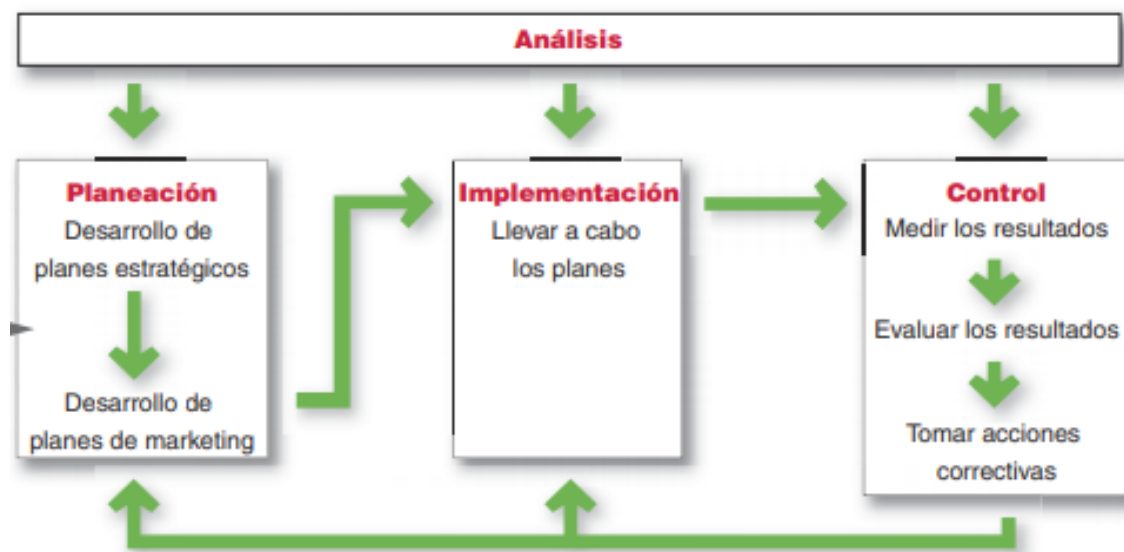 Análisis
Planeación
Desarrollo de
planes estratégicos
Desarrollo de
planes de marketing
Implementación
Llevar a cabo
los planes
Control
Medir los resultados
Evaluar los resultados
Tomar acciones
correctivas